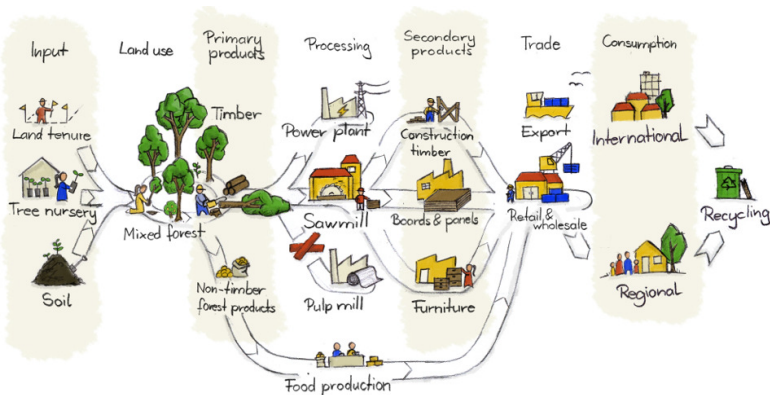 Input
Land use
Primary
products
Processing
Secondary
products
Trade
Consumption
Land tenure
Tree nursery
Soil
Mixed forest
Timber
Non-timber
forest products
Power plant
Sawmill
Pulp mill
Food production
Construction
timber
Boards & panels
Furniture
Export
Retail &
wholesale
International
Regional
Recycling